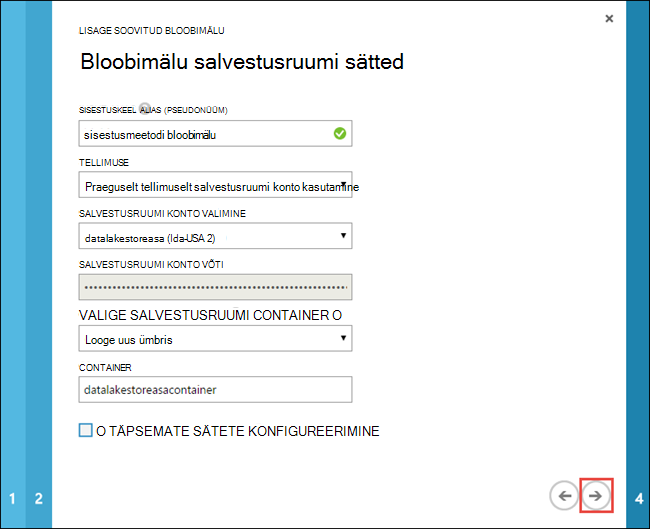 LISAGE SOOVITUD BLOOBIMÄLU
Bloobimälu salvestusruumi sätted
SISESTUSKEEL ALIAS (PSEUDONÜÜM)
sisestusmeetodi bloobimälu
TELLIMUSE
Praeguselt tellimuselt salvestusruumi konto kasutamine
SALVESTUSRUUMI KONTO VALIMINE
datalakestoreasa (Ida-USA 2)
SALVESTUSRUUMI KONTO VÕTI
VALIGE SALVESTUSRUUMI CONTAINER O
Looge uus ümbris
CONTAINER
datalakestoreasacontainer
O TÄPSEMATE SÄTETE KONFIGUREERIMINE
1 2 4